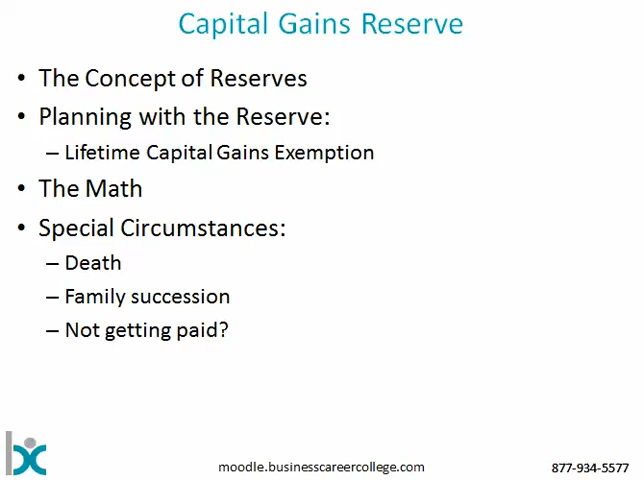 Capital Gains Reserve
• The Concept of Reserves
• Planning with the Reserve:
– Lifetime Capital Gains Exemption
• The Math
• Special Circumstances:
– Death
– Family succession
– Not getting paid?
moodle.businesscareercollege.com
877-934-5577